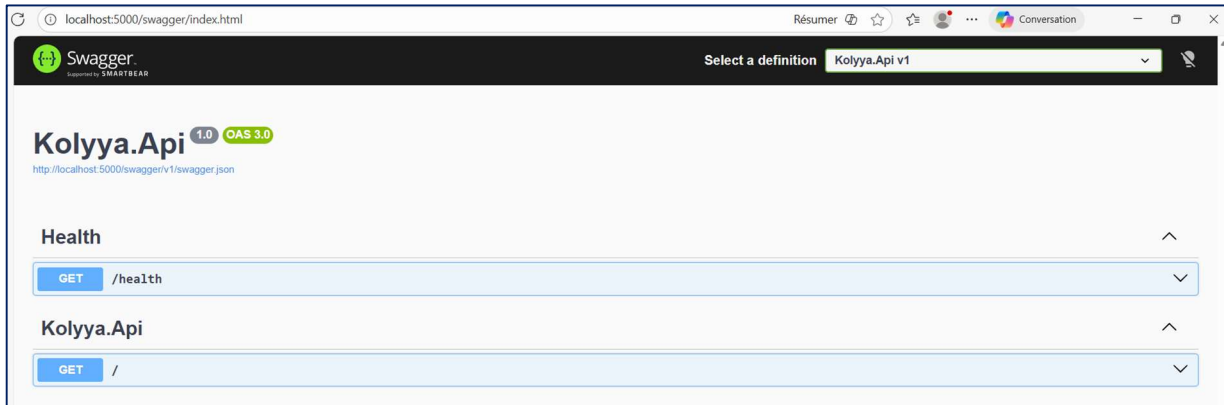 localhost:5000/swagger/index.html Résumer ... Conversation
Swagger.
Supported by SMARTBEAR
Select a definition Kolyya.Api v1
Kolyya.Api 1.0 OAS 3.0
http://localhost:5000/swagger/v1/swagger.json
Health
GET /health
Kolyya.Api
GET /